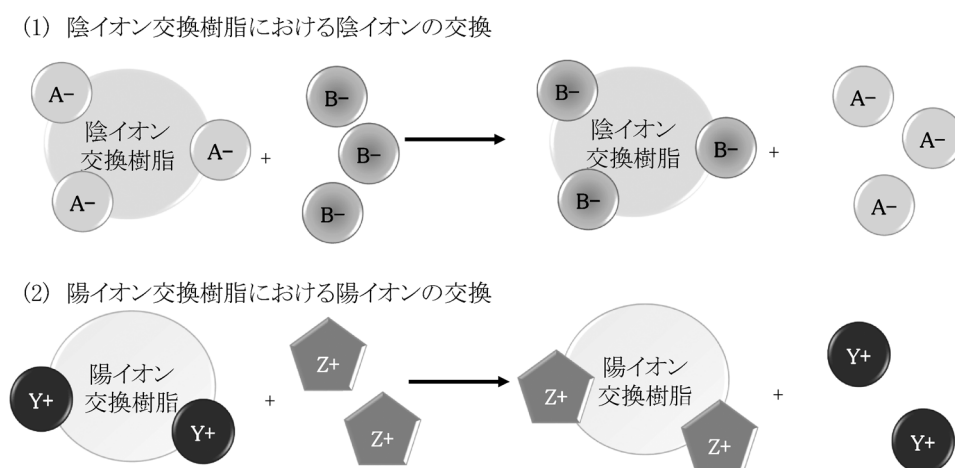 (1) 陰イオン交換樹脂における陰イオンの交換
A−
A−
A−
陰イオン
交換樹脂
+
B−
B−
B−
B−
B−
B−
陰イオン
交換樹脂
+
A−
A−
A−
(2) 陽イオン交換樹脂における陽イオンの交換
Y+
Y+
陽イオン
交換樹脂
+
Z+
Z+
Z+
Z+
陽イオン
交換樹脂
+
Y+
Y+